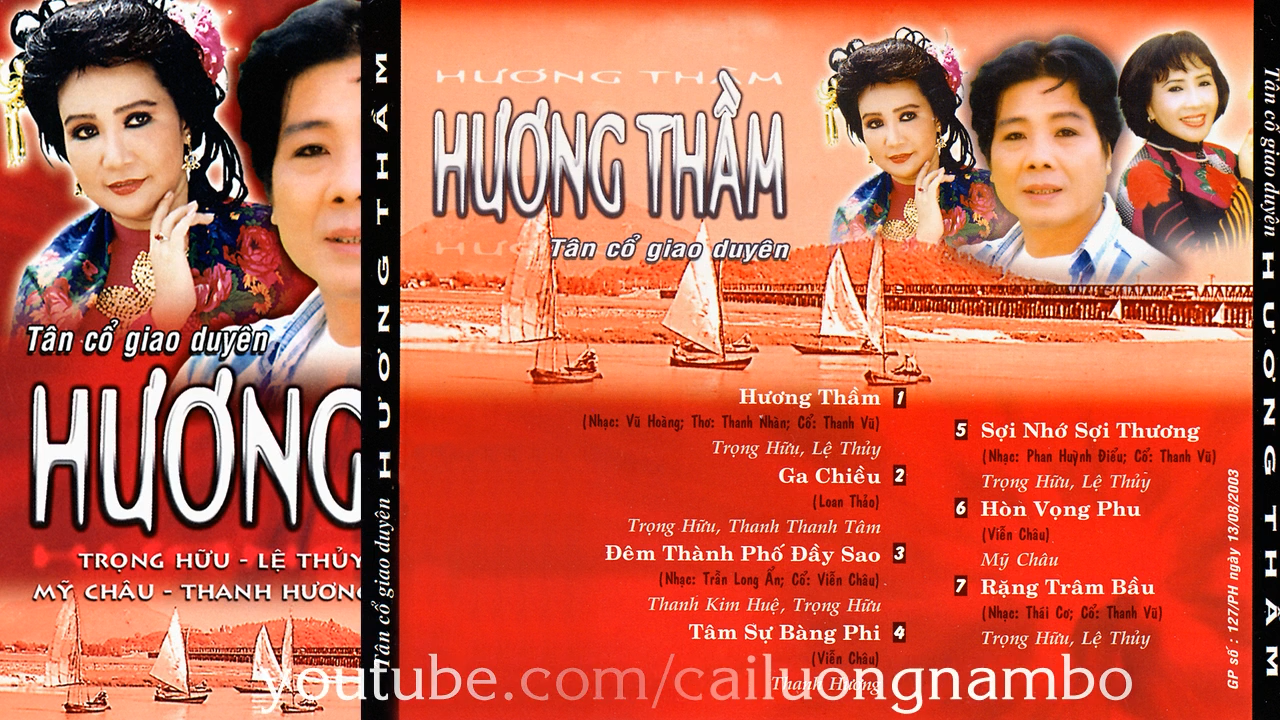 Tân cổ giao duyên
HƯƠNG
TRỌNG HỮU - LỆ THỦY
MỸ CHÂU - THANH HƯƠNG
Tân cổ giao duyên HƯƠNG THẦM
HƯƠNG THẦM
HƯƠNG THẦM
HƯƠ
Tân cổ giao duyên
Hương Thầm 1
(Nhạc: Vũ Hoàng; Thơ: Thanh Nhàn; Cổ: Thanh Vũ)
Trọng Hữu, Lệ Thủy
Ga Chiều 2
(Loan Thảo)
Trọng Hữu, Thanh Thanh Tâm
Đêm Thành Phố Đầy Sao 3
(Nhạc: Trần Long Ẩn; Cổ: Viễn Châu)
Thanh Kim Huệ, Trọng Hữu
Tâm Sự Bàng Phi 4
(Viễn Châu)
Thanh Hương
5 Sợi Nhớ Sợi Thương
(Nhạc: Phan Huỳnh Điểu; Cổ: Thanh Vũ)
Trọng Hữu, Lệ Thủy
6 Hòn Vọng Phu
(Viễn Châu)
Mỹ Châu
7 Rặng Trâm Bầu
(Nhạc: Thái Cơ; Cổ: Thanh Vũ)
Trọng Hữu, Lệ Thủy
GP số : 127/PH ngày 13/08/2003
Tân cổ giao duyên HƯƠNG THẦM
youtube.com/cailuongnambo